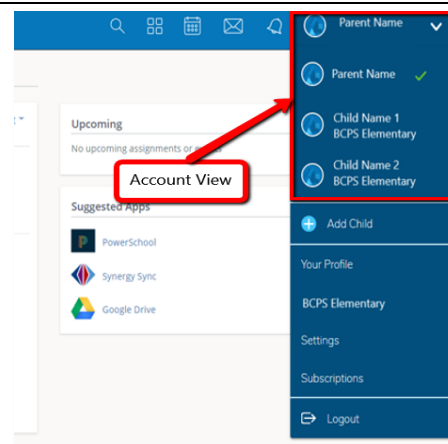 Parent Name
Parent Name
Child Name 1
BCPS Elementary
Child Name 2
BCPS Elementary
Upcoming
No upcoming assignments or
Account View
Suggested Apps
PowerSchool
Synergy Sync
Google Drive
Add Child
Your Profile
BCPS Elementary
Settings
Subscriptions
Logout